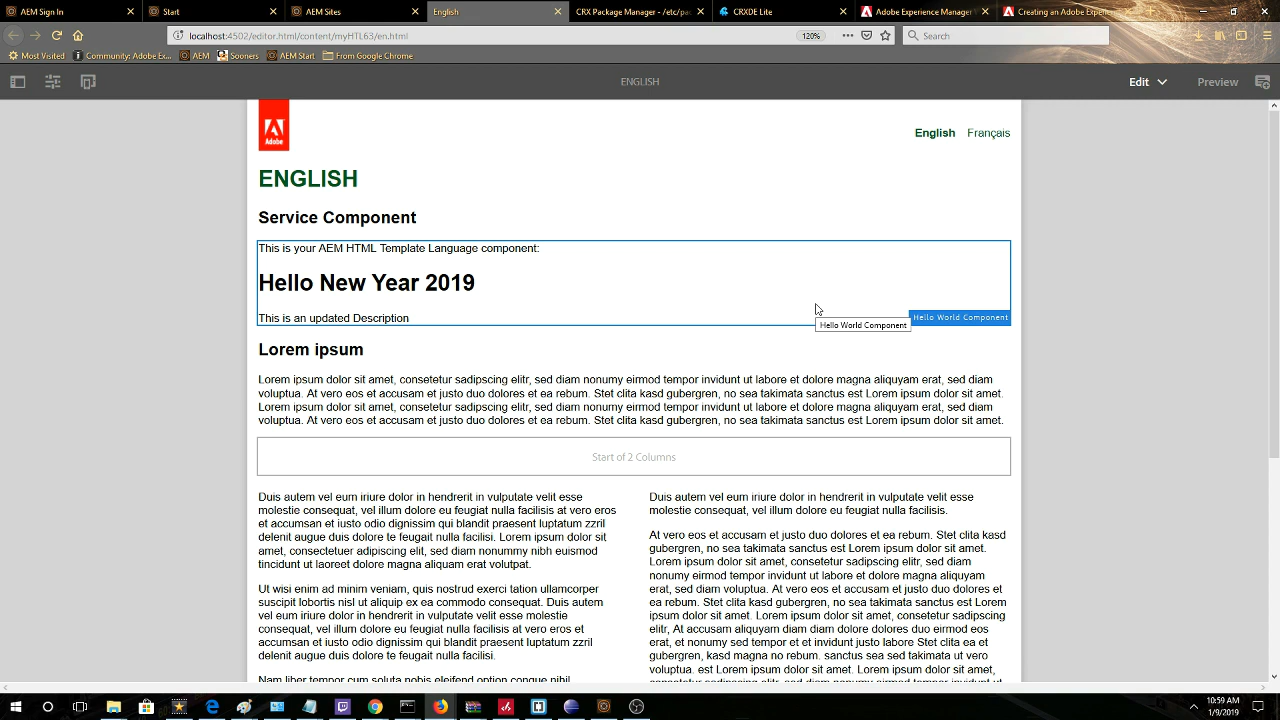 AEM Sign In
Start
AEM Sites
English
CRX Package Manager - /etc/pac
CRXDE Lite
Adobe Experience Manager
Creating an Adobe Experien
localhost:4502/editor.html/content/myHTL63/en.html
120%
Search
Most Visited
Community: Adobe Ex...
AEM
Sooners
AEM Start
From Google Chrome
ENGLISH
Edit
Preview
Adobe
English Français
ENGLISH
Service Component
This is your AEM HTML Template Language component:
Hello New Year 2019
This is an updated Description
Hello World Component
Hello World Component
Lorem ipsum
Lorem ipsum dolor sit amet, consetetur sadipscing elitr, sed diam nonumy eirmod tempor invidunt ut labore et dolore magna aliquyam erat, sed diam
voluptua. At vero eos et accusam et justo duo dolores et ea rebum. Stet clita kasd gubergren, no sea takimata sanctus est Lorem ipsum dolor sit amet.
Lorem ipsum dolor sit amet, consetetur sadipscing elitr, sed diam nonumy eirmod tempor invidunt ut labore et dolore magna aliquyam erat, sed diam
voluptua. At vero eos et accusam et justo duo dolores et ea rebum. Stet clita kasd gubergren, no sea takimata sanctus est Lorem ipsum dolor sit amet.
Start of 2 Columns
Duis autem vel eum iriure dolor in hendrerit in vulputate velit esse
molestie consequat, vel illum dolore eu feugiat nulla facilisis at vero eros
et accumsan et iusto odio dignissim qui blandit praesent luptatum zzril
delenit augue duis dolore te feugait nulla facilisi. Lorem ipsum dolor sit
amet, consectetuer adipiscing elit, sed diam nonummy nibh euismod
tincidunt ut laoreet dolore magna aliquam erat volutpat.
Ut wisi enim ad minim veniam, quis nostrud exerci tation ullamcorper
suscipit lobortis nisl ut aliquip ex ea commodo consequat. Duis autem
vel eum iriure dolor in hendrerit in vulputate velit esse molestie
consequat, vel illum dolore eu feugiat nulla facilisis at vero eros et
accumsan et iusto odio dignissim qui blandit praesent luptatum zzril
delenit augue duis dolore te feugait nulla facilisi.
Nam liber tempor cum soluta nobis eleifend option congue nihil
Duis autem vel eum iriure dolor in hendrerit in vulputate velit esse
molestie consequat, vel illum dolore eu feugiat nulla facilisis.
At vero eos et accusam et justo duo dolores et ea rebum. Stet clita kasd
gubergren, no sea takimata sanctus est Lorem ipsum dolor sit amet.
Lorem ipsum dolor sit amet, consetetur sadipscing elitr, sed diam
nonumy eirmod tempor invidunt ut labore et dolore magna aliquyam
erat, sed diam voluptua. At vero eos et accusam et justo duo dolores et
ea rebum. Stet clita kasd gubergren, no sea takimata sanctus est Lorem
ipsum dolor sit amet. Lorem ipsum dolor sit amet, consetetur sadipscing
elitr, At accusam aliquyam diam diam dolore dolores duo eirmod eos
erat, et nonumy sed tempor et et invidunt justo labore Stet clita ea et
gubergren, kasd magna no rebum. sanctus sea sed takimata ut vero
voluptua. est Lorem ipsum dolor sit amet. Lorem ipsum dolor sit amet,
10:59 AM
1/9/2019